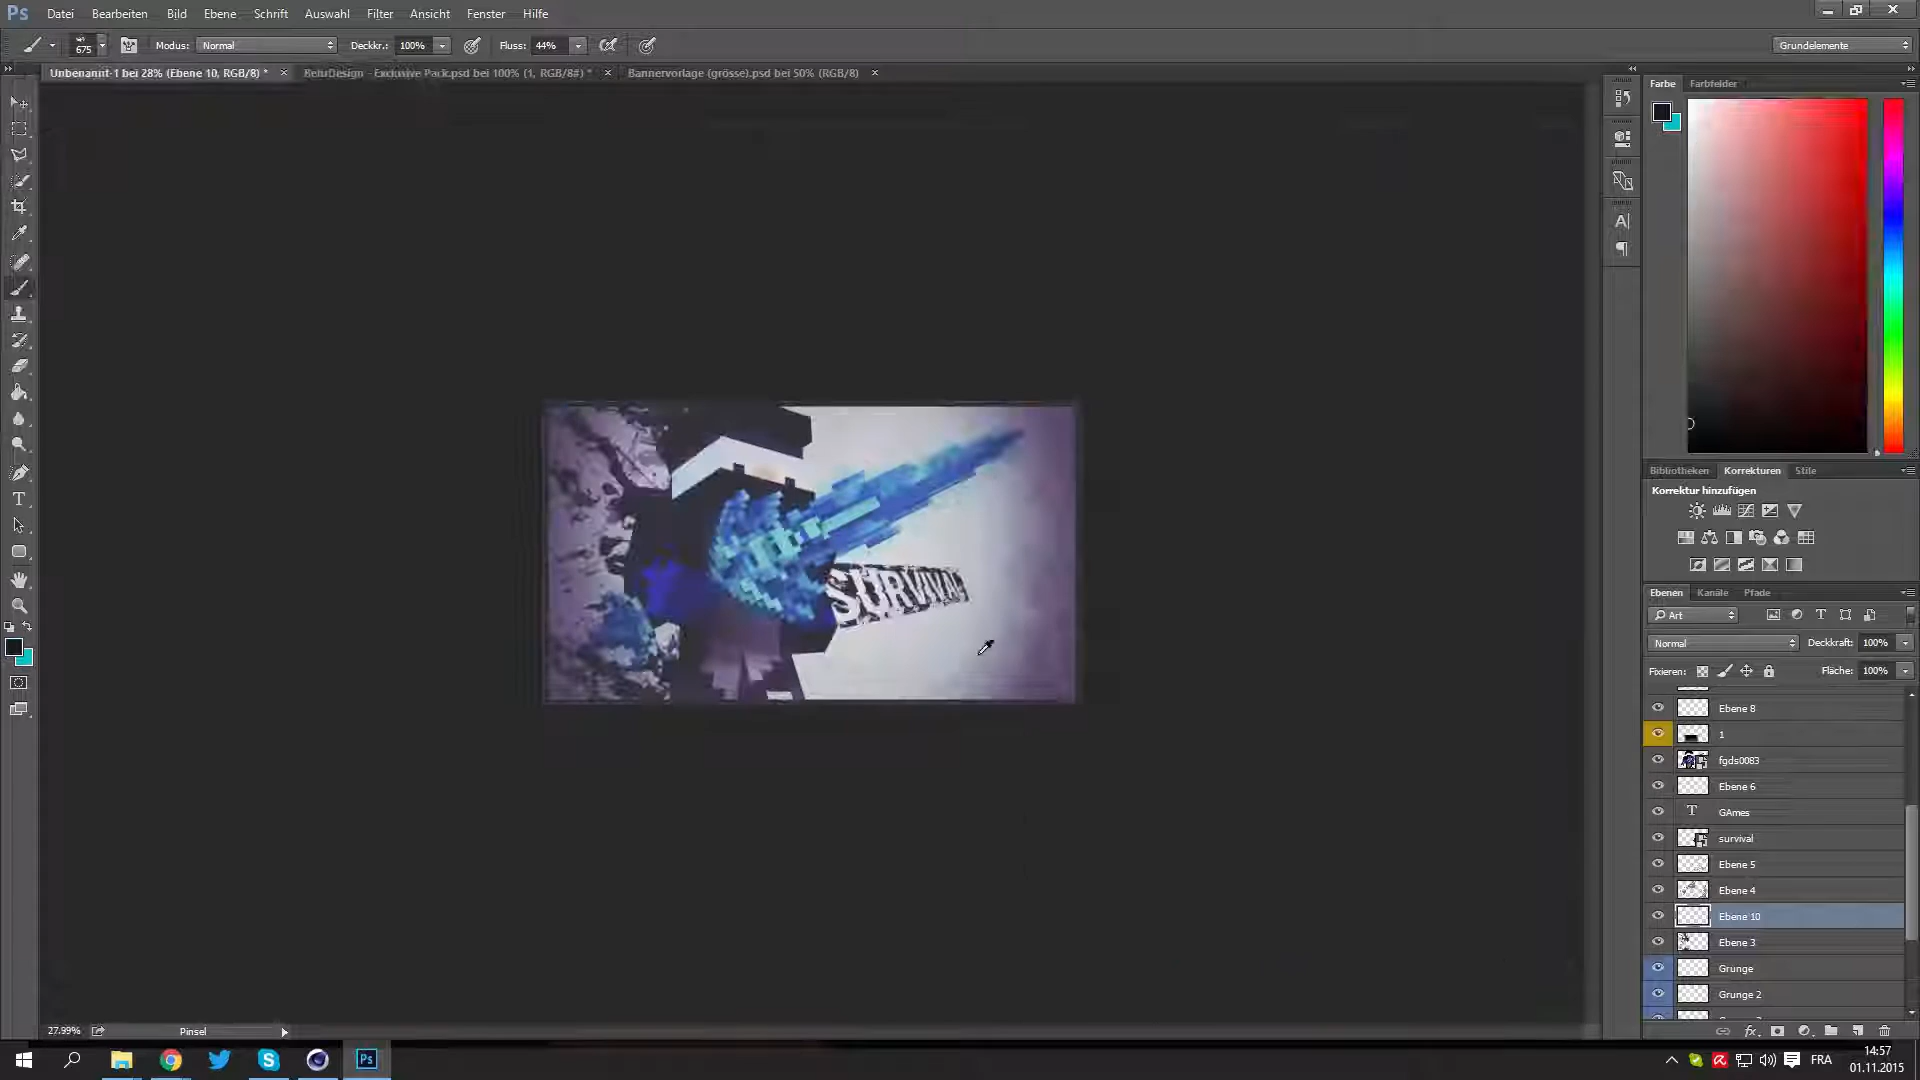 Ps Datei Bearbeiten Bild Ebene Schrift Auswahl Filter Ansicht Fenster Hilfe
675 Modus: Normal Deckkr.: 100% Fluss: 44% Grundelemente
Unbenannt-1 bei 28% (Ebene 10, RGB/8) * × BeluDesign - Exclusive Pack.psd bei 100% (1, RGB/8#) * × Bannervorlage (grösse).psd bei 50% (RGB/8) ×
Farbe Farbfelder
SURVIVAL
Bibliotheken Korrekturen Stile
Korrektur hinzufügen
Ebenen Kanäle Pfade
Art
Normal Deckkraft: 100%
Fixieren: Fläche: 100%
Ebene 8
1
fgds0083
Ebene 6
T GAmes
survival
Ebene 5
Ebene 4
Ebene 10
Ebene 3
Grunge
Grunge 2
27.99% Pinsel
Ps FRA 14:57
01.11.2015